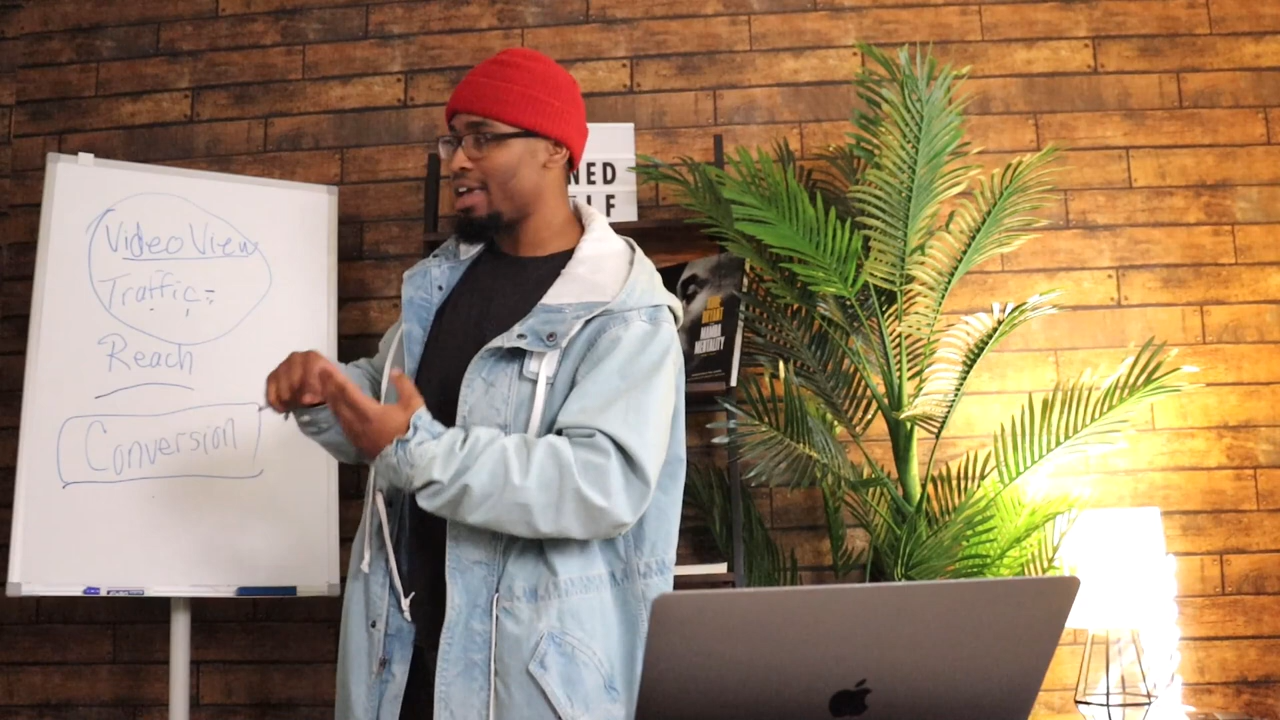 Video View
Traffic
Reach
Conversion
NED
LF
MAMBA
MENTALITY